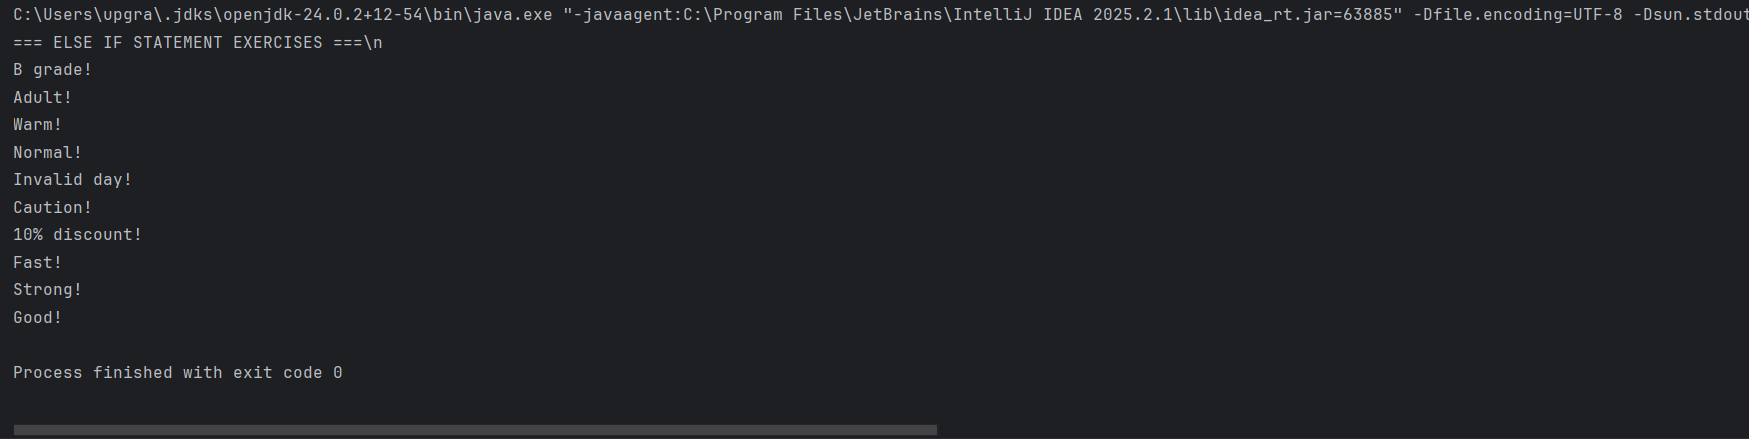 C:\Users\upgra\.jdks\openjdk-24.0.2+12-54\bin\java.exe "-javaagent:C:\Program Files\JetBrains\IntelliJ IDEA 2025.2.1\lib\idea_rt.jar=63885" -Dfile.encoding=UTF-8 -Dsun.stdout
=== ELSE IF STATEMENT EXERCISES ===\n
B grade!
Adult!
Warm!
Normal!
Invalid day!
Caution!
10% discount!
Fast!
Strong!
Good!
Process finished with exit code 0